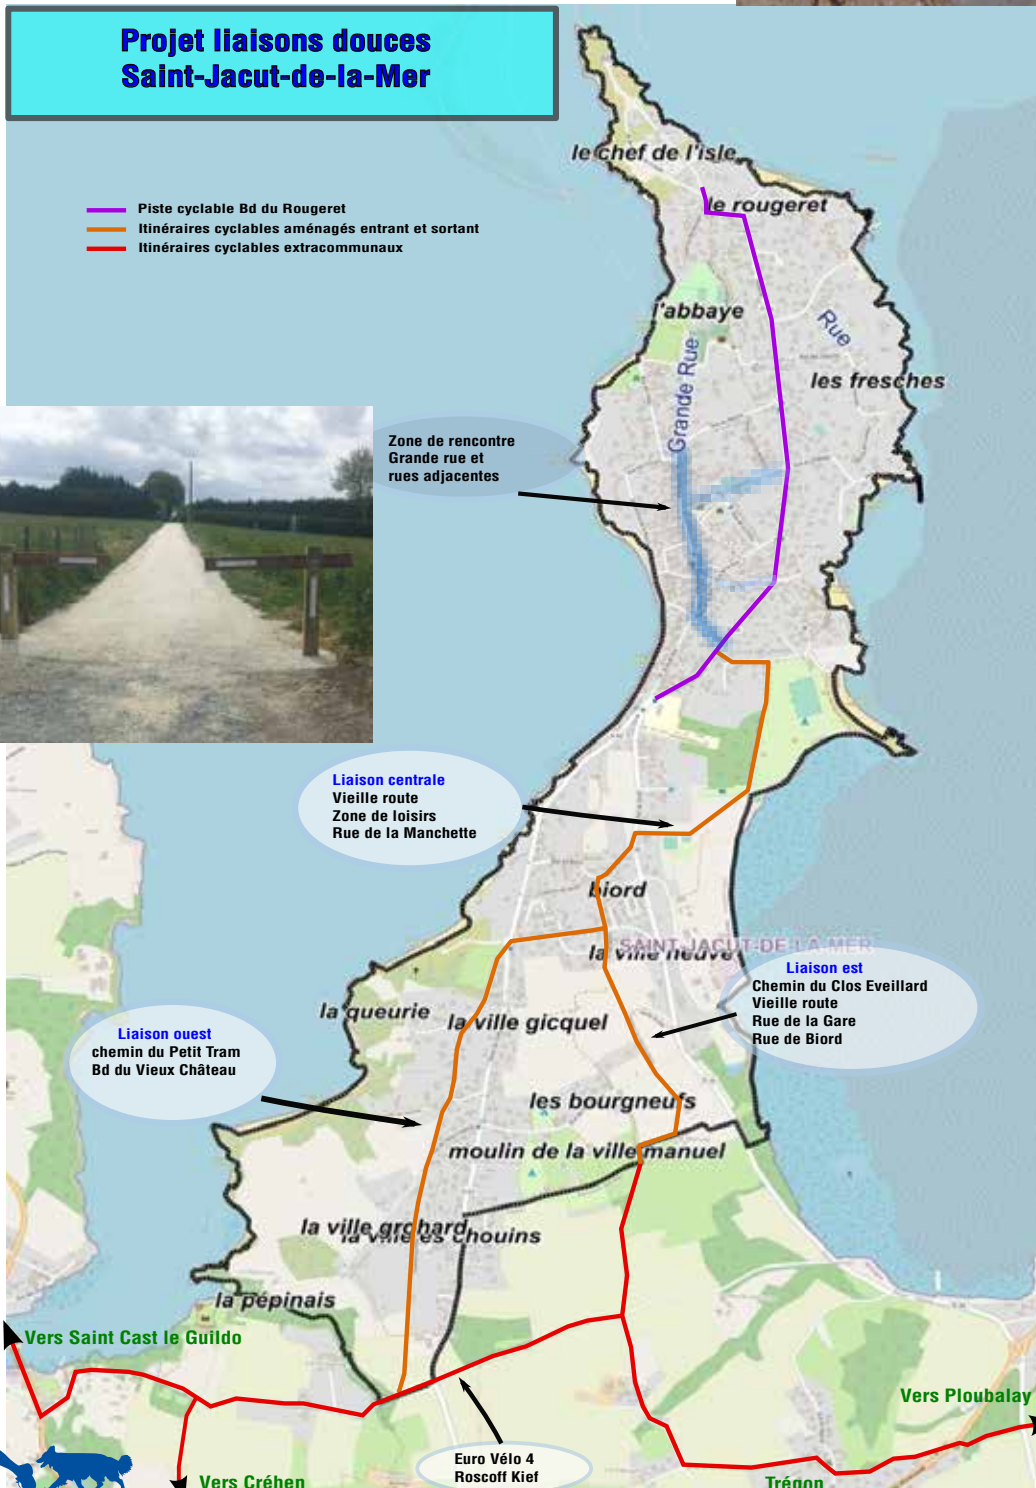 Projet liaisons douces
Saint-Jacut-de-la-Mer
le chef de l'isle
Piste cyclable Bd du Rougeret
Itinéraires cyclables aménagés entrant et sortant
Itinéraires cyclables extracommunaux
le rougeret
l'abbaye
Rue
Grande Rue
les fresches
Zone de rencontre
Grande rue et
rues adjacentes
Liaison centrale
Vieille route
Zone de loisirs
Rue de la Manchette
biord
SAINT-JACUT-DE-LA-MER
la ville neuve
Liaison est
Chemin du Clos Eveillard
Vieille route
Rue de la Gare
Rue de Biord
la queurie
la ville gicquel
Liaison ouest
chemin du Petit Tram
Bd du Vieux Château
les bourgneufs
moulin de la ville manuel
la ville grohard
la ville es chouins
la pépinais
Vers Saint Cast le Guildo
Vers Ploubalay
Euro Vélo 4
Roscoff Kief
Vers Créhen
Trégon